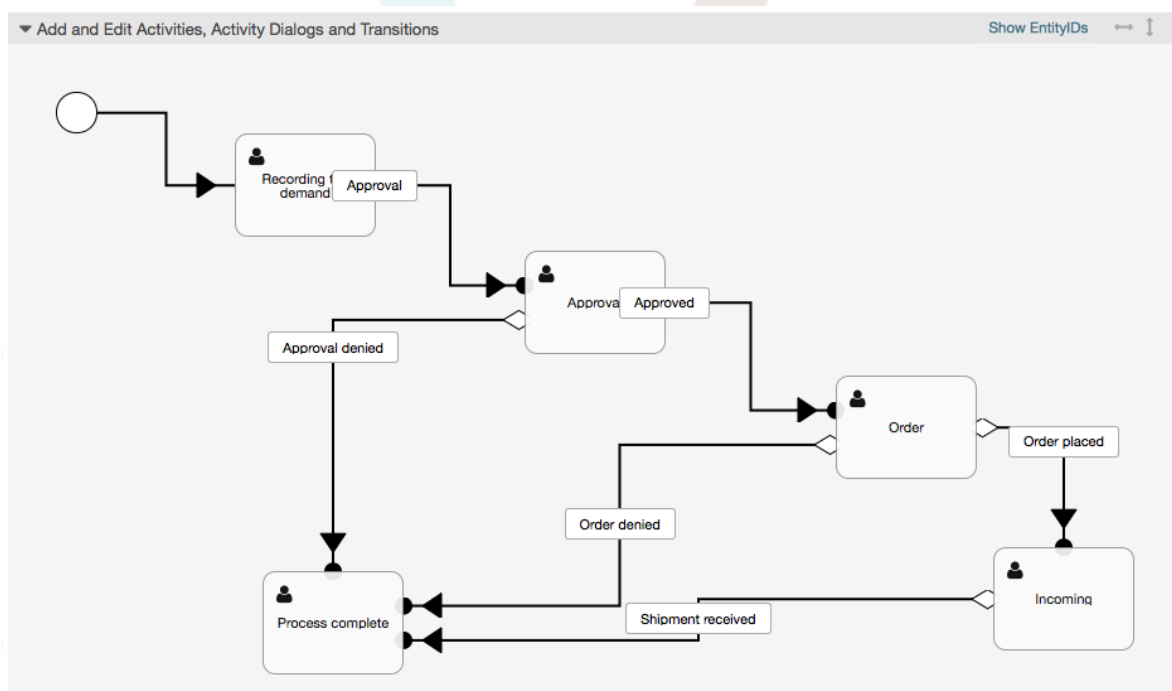 Add and Edit Activities, Activity Dialogs and Transitions
Show EntityIDs
Recording
demand
Approval
Approva
Approved
Approval denied
Order
Order placed
Order denied
Incoming
Process complete
Shipment received